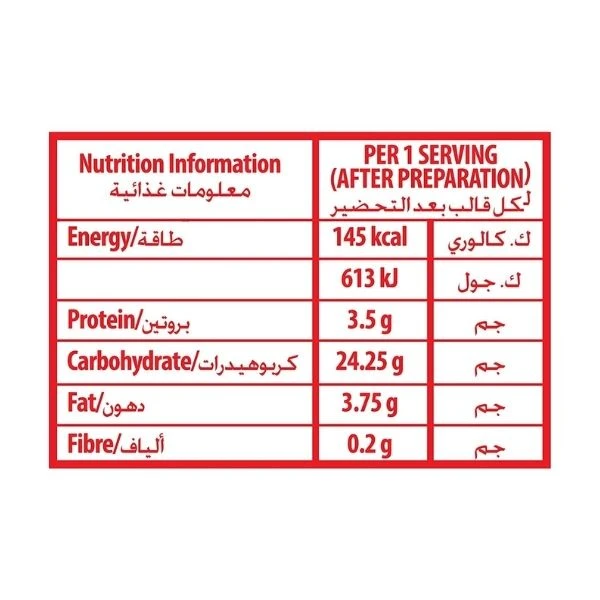 Nutrition Information
معلومات غذائية
PER 1 SERVING
(AFTER PREPARATION)
لكل قالب بعد التحضير
Energy/طاقة 145 kcal ك. كالوري
613 kJ ك. جول
Protein/بروتين 3.5 g جم
Carbohydrate/كربوهيدرات 24.25 g جم
Fat/دهون 3.75 g جم
Fibre/ألياف 0.2 g جم